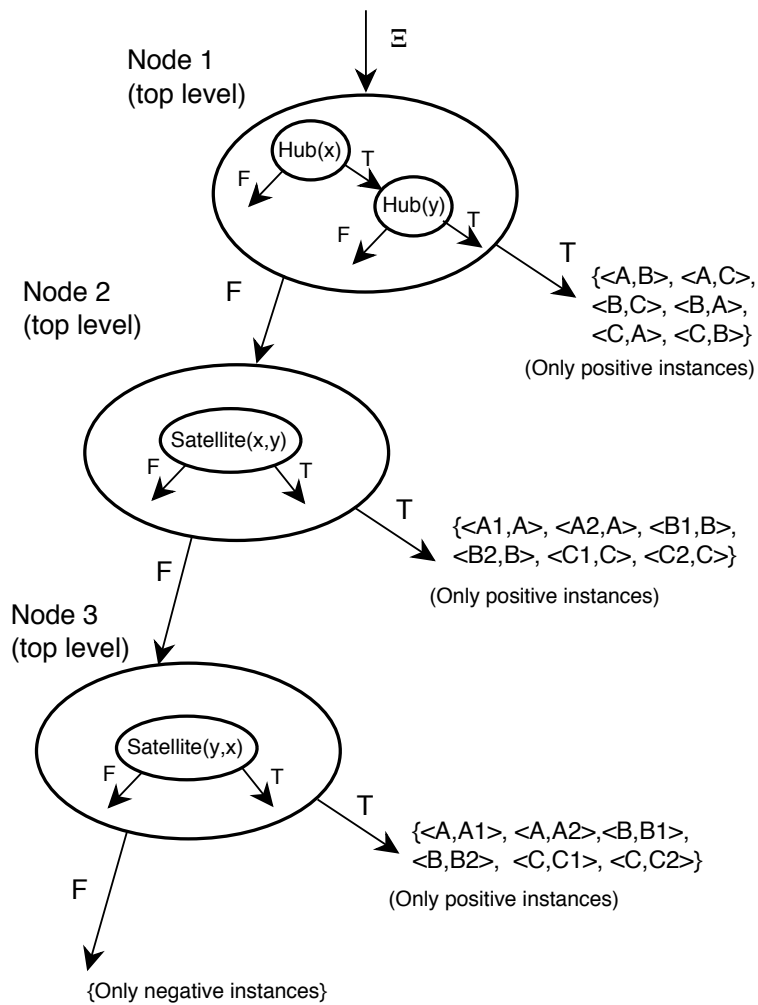 Ξ
Node 1
(top level)
Hub(x)
F
T
Hub(y)
F
T
F
T
{<A,B>, <A,C>,
<B,C>, <B,A>,
<C,A>, <C,B>}
(Only positive instances)
Node 2
(top level)
Satellite(x,y)
F
T
F
T
{<A1,A>, <A2,A>, <B1,B>,
<B2,B>, <C1,C>, <C2,C>}
(Only positive instances)
Node 3
(top level)
Satellite(y,x)
F
T
F
T
{<A,A1>, <A,A2>,<B,B1>,
<B,B2>, <C,C1>, <C,C2>}
(Only positive instances)
{Only negative instances}